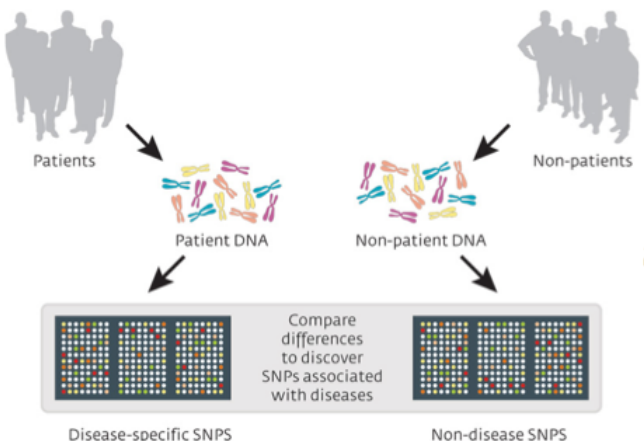 Patients
Non-patients
Patient DNA
Non-patient DNA
Compare
differences
to discover
SNPs associated
with diseases
Disease-specific SNPS
Non-disease SNPS